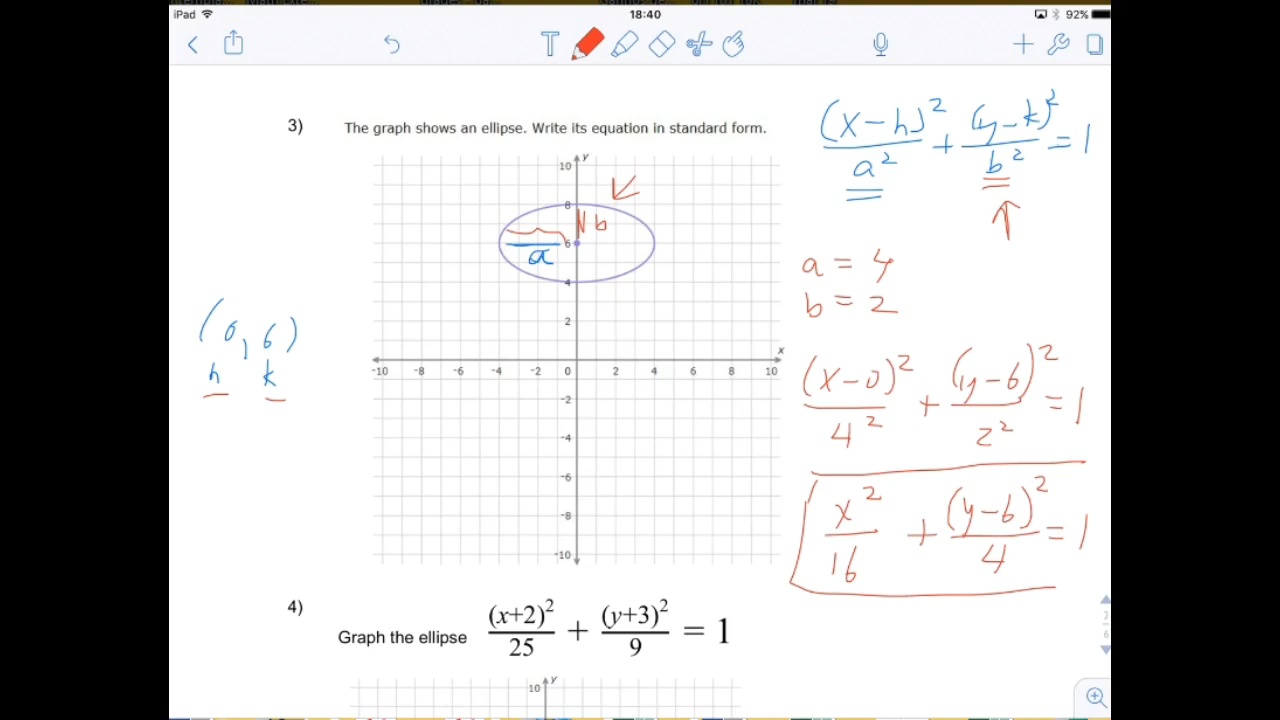 iPad 18:40 92%
T
3) The graph shows an ellipse. Write its equation in standard form.
(x-h)² / a² + (y-k)² / b² = 1
y
10
8
6
4
2
-10 -8 -6 -4 -2 0 2 4 6 8 10 x
-2
-4
-6
-8
-10
a
b
(0, 6)
h k
a = 4
b = 2
(x-0)² / 4² + (y-6)² / 2² = 1
x² / 16 + (y-6)² / 4 = 1
4) Graph the ellipse (x+2)² / 25 + (y+3)² / 9 = 1
10 y